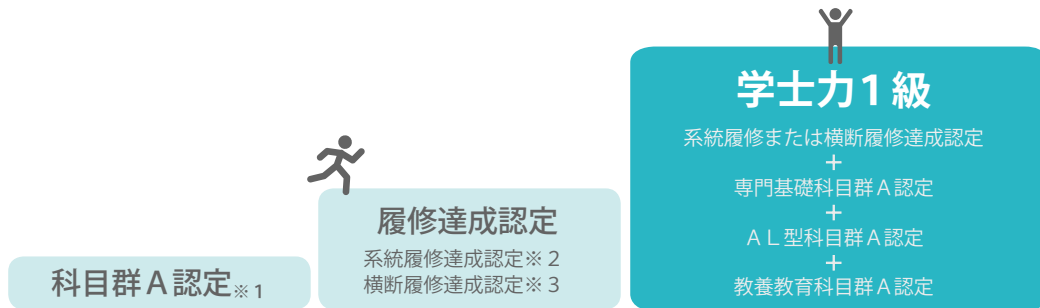 科目群A認定※1
履修達成認定
系統履修達成認定※2
横断履修達成認定※3
学士力1級
系統履修または横断履修達成認定
+
専門基礎科目群A認定
+
AL型科目群A認定
+
教養教育科目群A認定